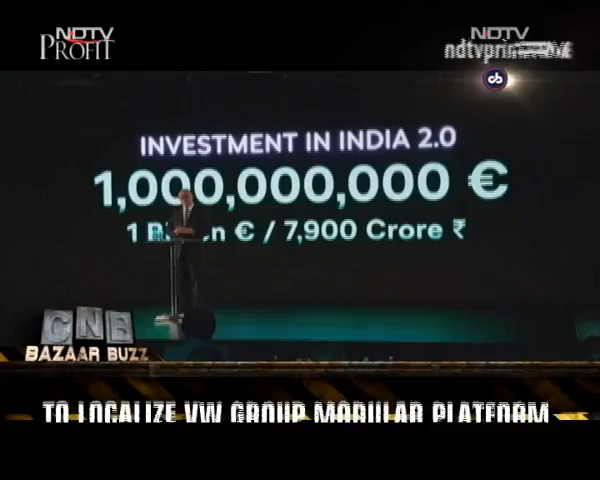 NDTV
PROFIT
NDTV
INVESTMENT IN INDIA 2.0
1,000,000,000 €
1 € / 7,900 Crore ₹
CNB
BAZAAR BUZZ
TO LOCALIZE VW GROUP MODULAR PLATFORM